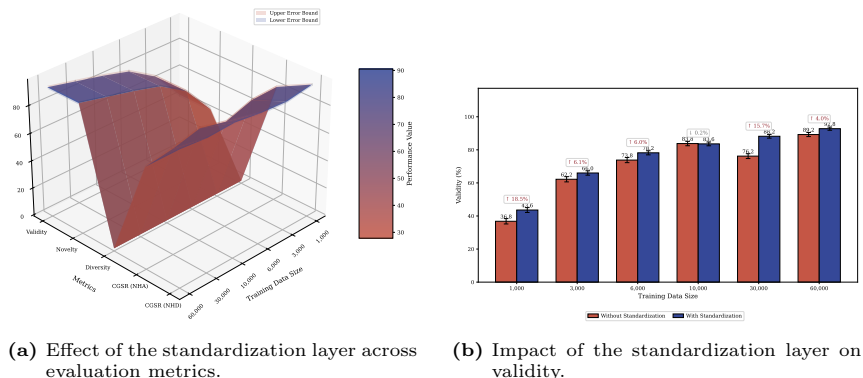 Upper Error Bound
Lower Error Bound
80
60
40
20
0
Validity
Novelty
Diversity
CGSR (NHA)
CGSR (NHD)
Metrics
60,000
30,000
10,000
6,000
3,000
1,000
Training Data Size
90
80
70
60
50
40
30
Performance Value
(a) Effect of the standardization layer across
evaluation metrics.
Validity (%)
100
80
60
40
20
0
↑ 18.5%
36.8
43.6
↑ 6.1%
62.2
66.0
↑ 6.0%
73.8
78.2
↓ 0.2%
83.8
83.6
↑ 15.7%
76.2
88.2
↑ 4.0%
89.2
92.8
1,000
3,000
6,000
10,000
30,000
60,000
Training Data Size
Without Standardization
With Standardization
(b) Impact of the standardization layer on
validity.